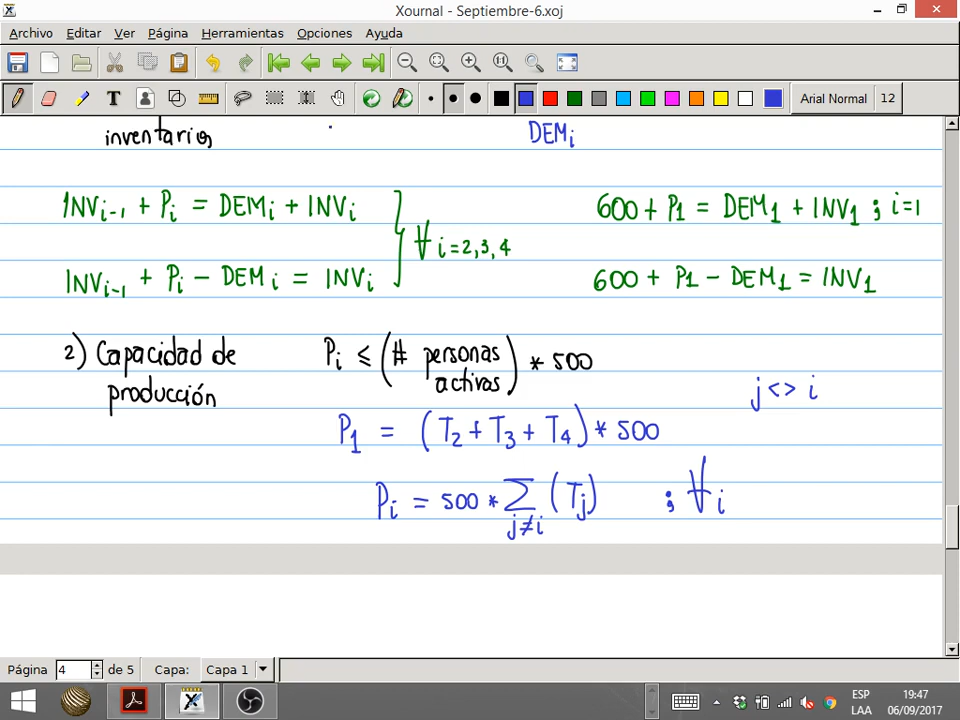 Xournal - Septiembre-6.xoj
Archivo Editar Ver Página Herramientas Opciones Ayuda
Arial Normal 12
inventarios DEMi
INVi-1 + Pi = DEMi + INVi
600 + P1 = DEM1 + INV1 ; i=1
∀ i=2,3,4
INVi-1 + Pi - DEMi = INVi
600 + P1 - DEM1 = INV1
2) Capacidad de producción
Pi ≤ (# personas activas) * 500
j <> i
P1 = (T2 + T3 + T4) * 500
Pi = 500 * ∑ j≠i (Tj) ; ∀i
Página 4 de 5 Capa: Capa 1
ESP 19:47
LAA 06/09/2017